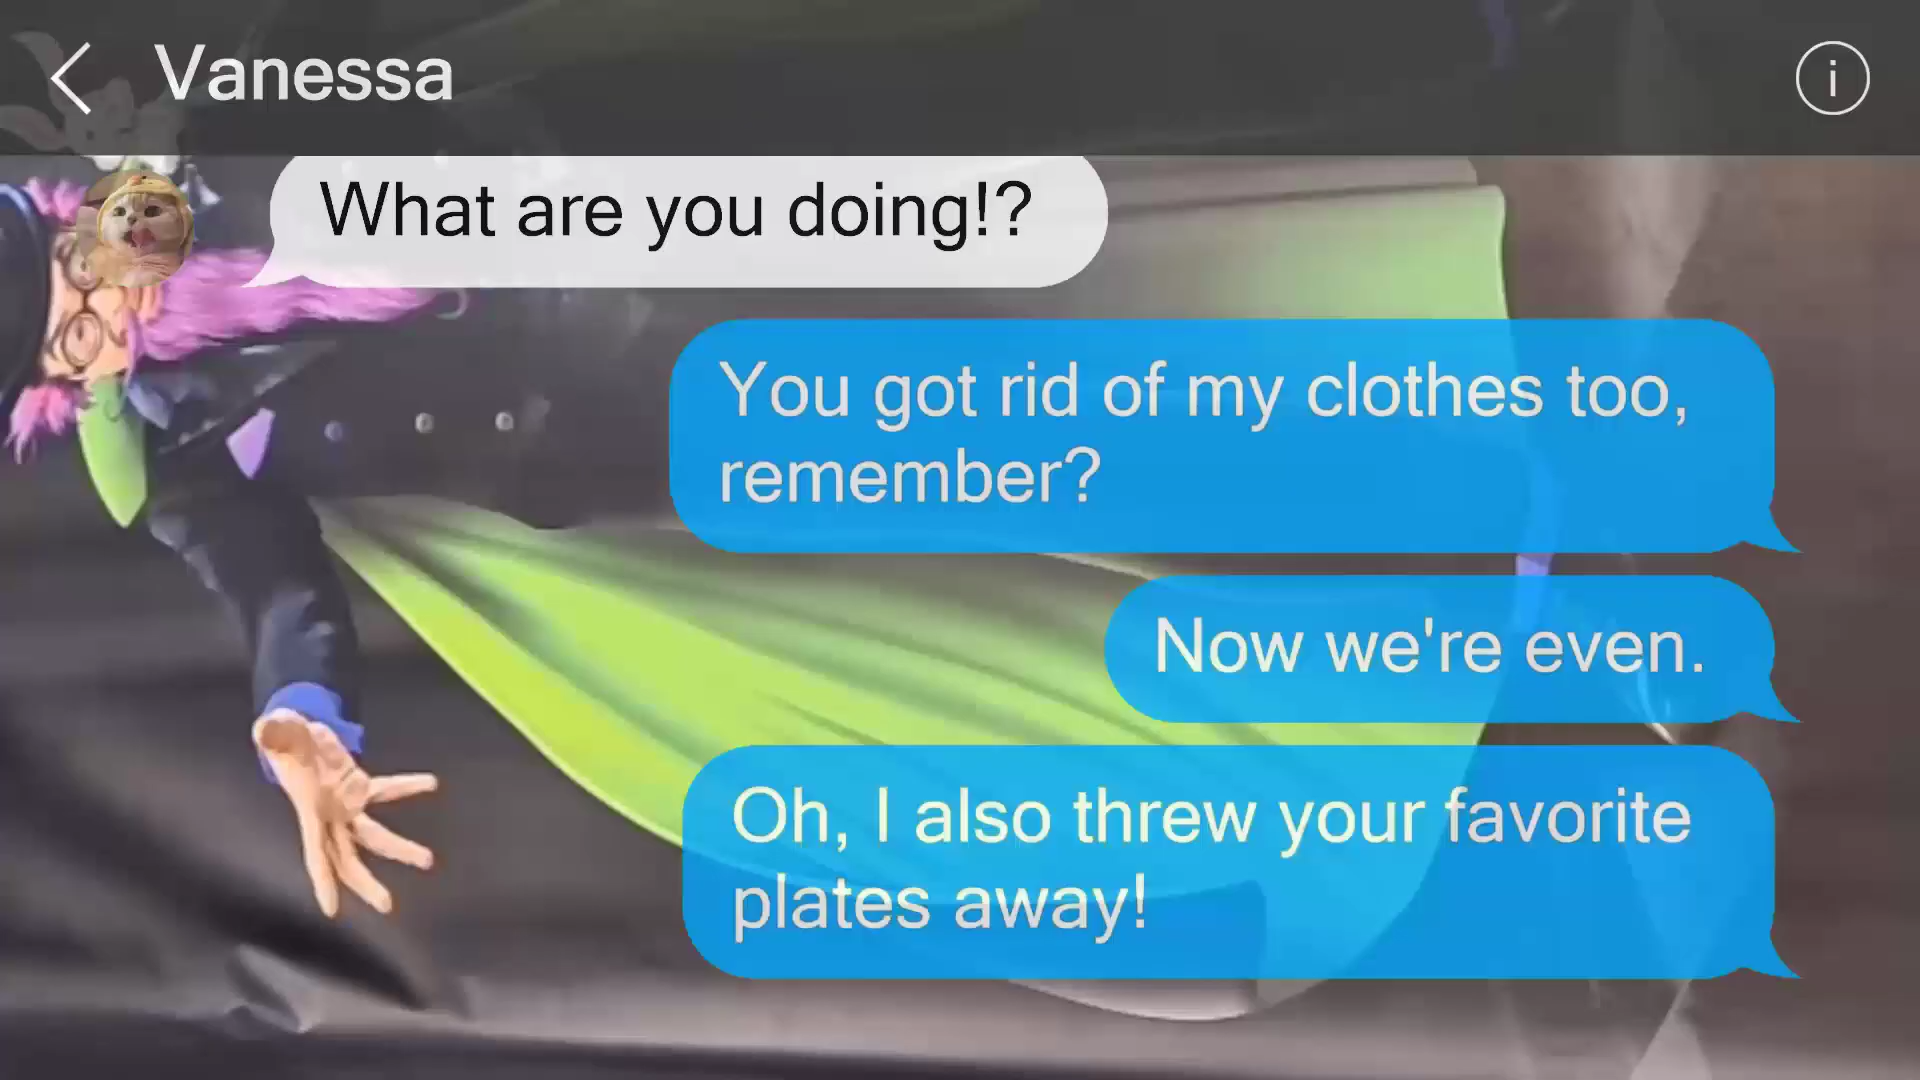 Vanessa
i
What are you doing!?
You got rid of my clothes too,
remember?
Now we're even.
Oh, I also threw your favorite
plates away!